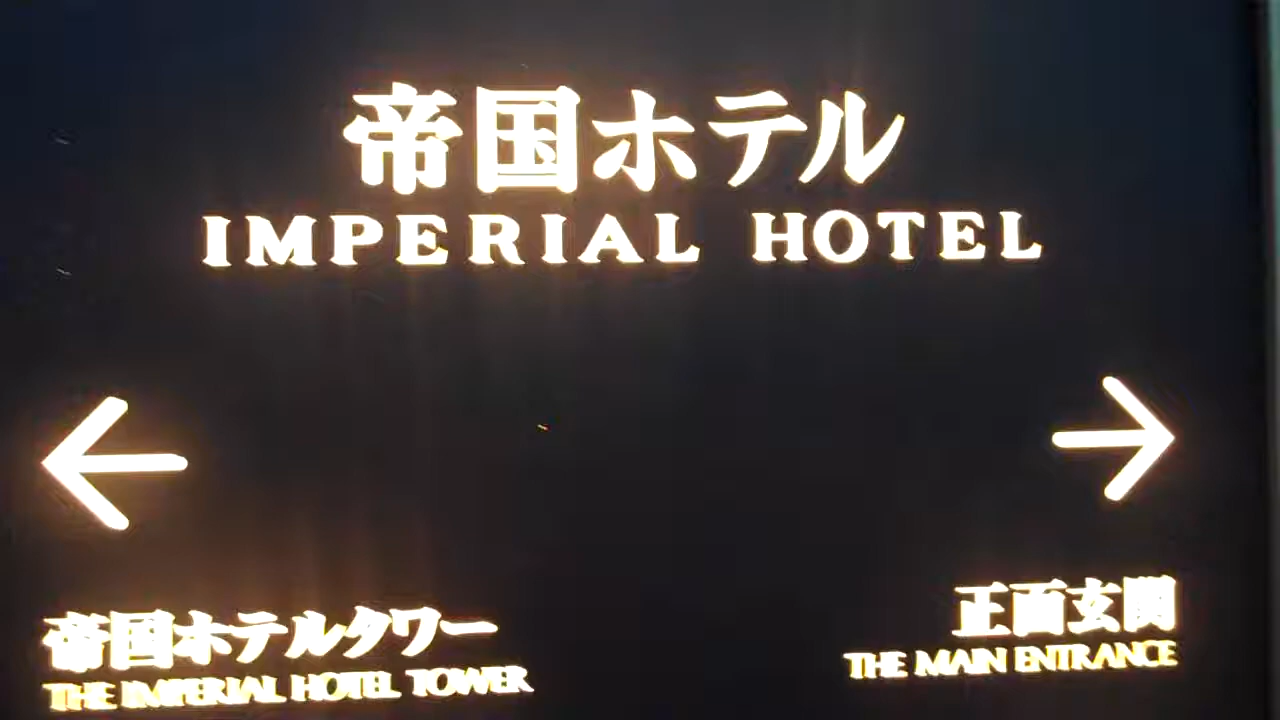 帝国ホテル
IMPERIAL HOTEL
←
→
帝国ホテルタワー
THE IMPERIAL HOTEL TOWER
正面玄関
THE MAIN ENTRANCE